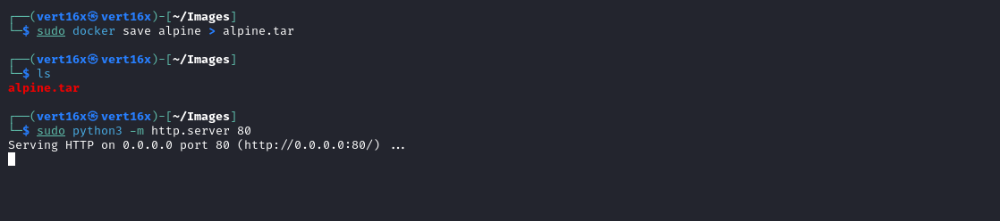 ┌──(vert16x㉿vert16x)-[~/Images]
└─$ sudo docker save alpine > alpine.tar
┌──(vert16x㉿vert16x)-[~/Images]
└─$ ls
alpine.tar
┌──(vert16x㉿vert16x)-[~/Images]
└─$ sudo python3 -m http.server 80
Serving HTTP on 0.0.0.0 port 80 (http://0.0.0.0:80/) ...